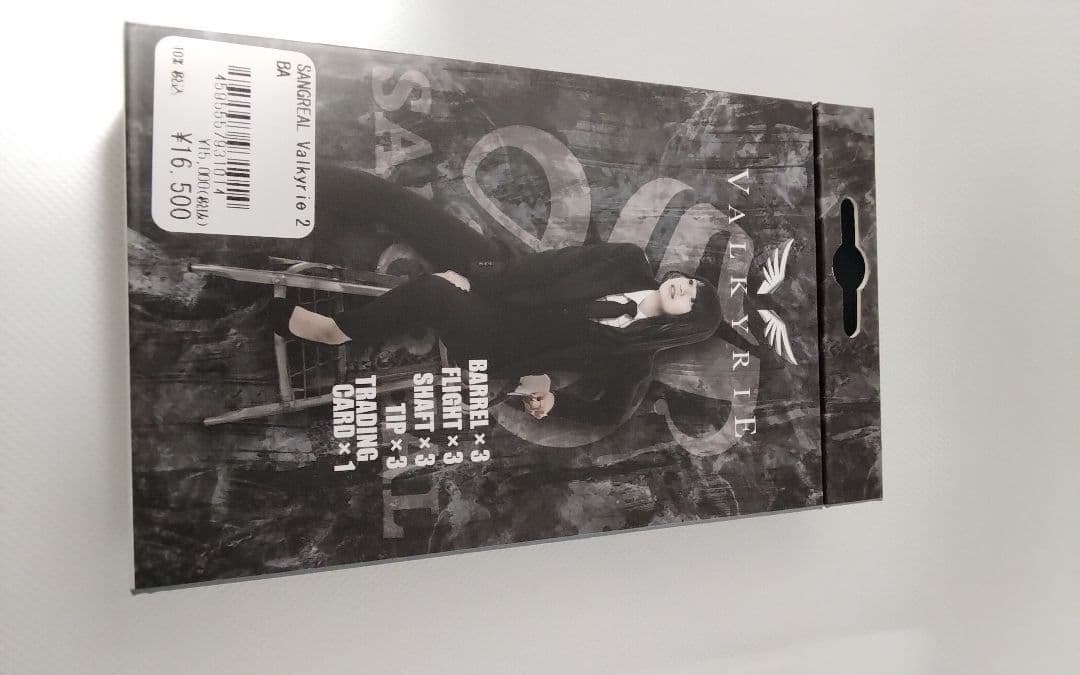 VALKYRIE
BARREL×3
FLIGHT×3
SHAFT×3
TIP×3
TRADING
CARD×1
SANGREAL Valkyrie 2
BA
4595557931014
¥15,000(税抜)
10% 税込
¥16,500